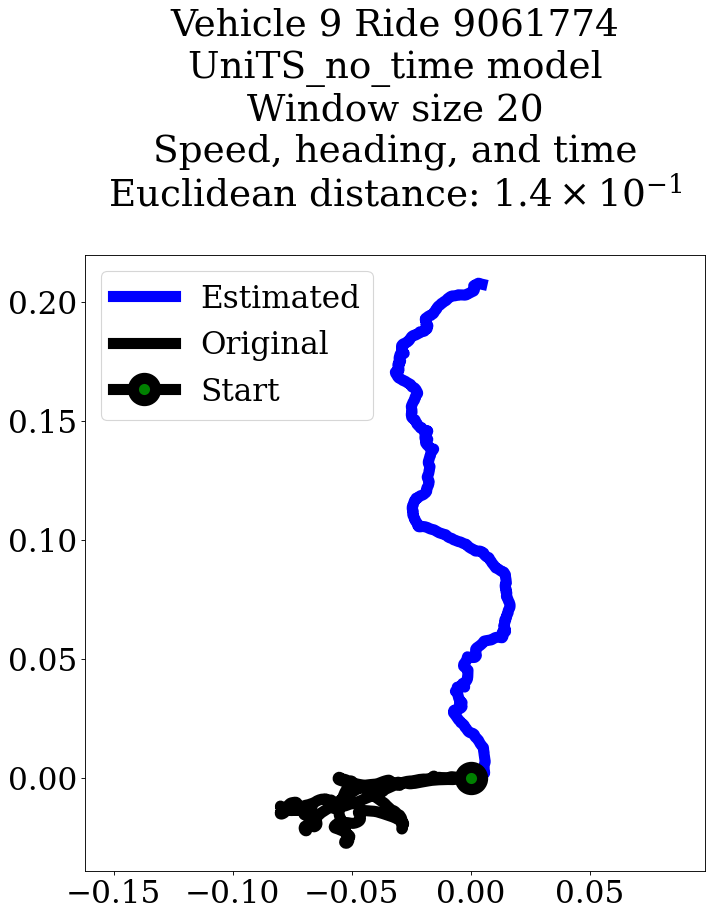 Vehicle 9 Ride 9061774
UniTS_no_time model
Window size 20
Speed, heading, and time
Euclidean distance: 1.4 × 10⁻¹
Estimated
Original
Start
0.20
0.15
0.10
0.05
0.00
−0.15 −0.10 −0.05 0.00 0.05